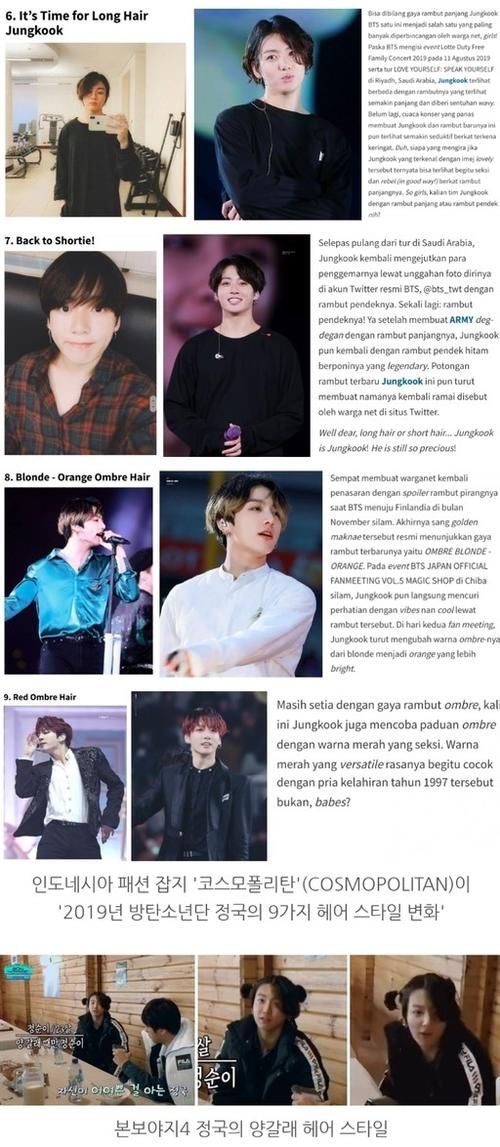 6. It's Time for Long Hair
Jungkook
Bisa dibilang gaya rambut panjang Jungkook
BTS satu ini menjadi salah satu yang paling
banyak diperbincangkan oleh warga net, girls!
Paska BTS mengisi event Lotte Duty Free
Family Concert 2019 pada 11 Agustus 2019
serta tur LOVE YOURSELF: SPEAK YOURSELF
di Riyadh, Saudi Arabia, Jungkook terlihat
berbeda dengan rambutnya yang terlihat
semakin panjang dan diberi sentuhan wavy.
Belum lagi, cuaca konser yang panas
membuat Jungkook dan rambut barunya ini
pun terlihat semakin seduktif berkat terkena
keringat. Duh, siapa yang mengira jika
Jungkook yang terkenal dengan imej lovely
tersebut ternyata bisa terlihat begitu seksi
dan rebel (in good way!) berkat rambut
panjangnya. So girls, kalian tim Jungkook
dengan rambut panjang atau rambut pendek
nih?
7. Back to Shortie!
Selepas pulang dari tur di Saudi Arabia,
Jungkook kembali mengejutkan para
penggemarnya lewat unggahan foto dirinya
di akun Twitter resmi BTS, @bts_twt dengan
rambut pendeknya. Sekali lagi: rambut
pendeknya! Ya setelah membuat ARMY deg-
degan dengan rambut panjangnya, Jungkook
pun kembali dengan rambut pendek hitam
berponinya yang legendary. Potongan
rambut terbaru Jungkook ini pun turut
membuat namanya kembali ramai disebut
oleh warga net di situs Twitter.
Well dear, long hair or short hair... Jungkook
is Jungkook! He is still so precious!
8. Blonde - Orange Ombre Hair
Sempat membuat warganet kembali
penasaran dengan spoiler rambut pirangnya
saat BTS menuju Finlandia di bulan
November silam. Akhirnya sang golden
maknae tersebut resmi menunjukkan gaya
rambut terbarunya yaitu OMBRE BLONDE -
ORANGE. Pada event BTS JAPAN OFFICIAL
FANMEETING VOL.5 MAGIC SHOP di Chiba
silam, Jungkook pun langsung mencuri
perhatian dengan vibes nan cool lewat
rambut tersebut. Di hari kedua fan meeting,
Jungkook turut mengubah warna ombre-nya
dari blonde menjadi orange yang lebih
bright.
9. Red Ombre Hair
Masih setia dengan gaya rambut ombre, kali
ini Jungkook juga mencoba paduan ombre
dengan warna merah yang seksi. Warna
merah yang versatile rasanya begitu cocok
dengan pria kelahiran tahun 1997 tersebut
bukan, babes?
인도네시아 패션 잡지 '코스모폴리탄'(COSMOPOLITAN)이
'2019년 방탄소년단 정국의 9가지 헤어 스타일 변화'
정순이 / 23살
양갈래 머리 정순이
자신이 어여쁜 걸 아는 정국
FILA
살
순이
본보야지4 정국의 양갈래 헤어 스타일